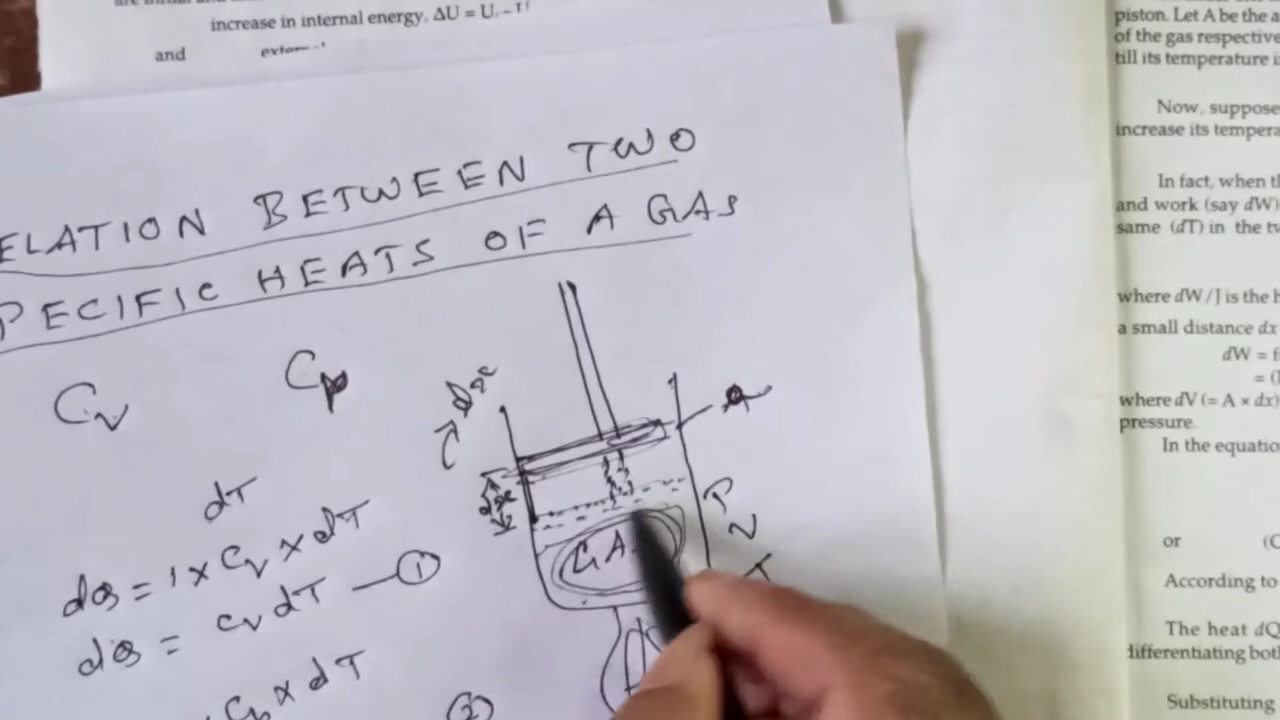 increase in internal energy, ΔU = U
and
ELATION BETWEEN TWO
PECIFIC HEATS OF A GAS
Cv
Cp
dx
A
dx
P
V
T
GA
dT
dQ = 1 × Cv × dT
dQ = Cv dT — ①
Cp × dT
②
piston. Let A be the a
of the gas respective
till its temperature i
Now, suppose
increase its tempera
In fact, when t
and work (say dW)
same (dT) in the tw
where dW/J is the h
a small distance dx
dW = f
= (
where dV (= A × dx)
pressure.
In the equatio
or (C
According to
The heat dQ
differentiating bot
Substituting